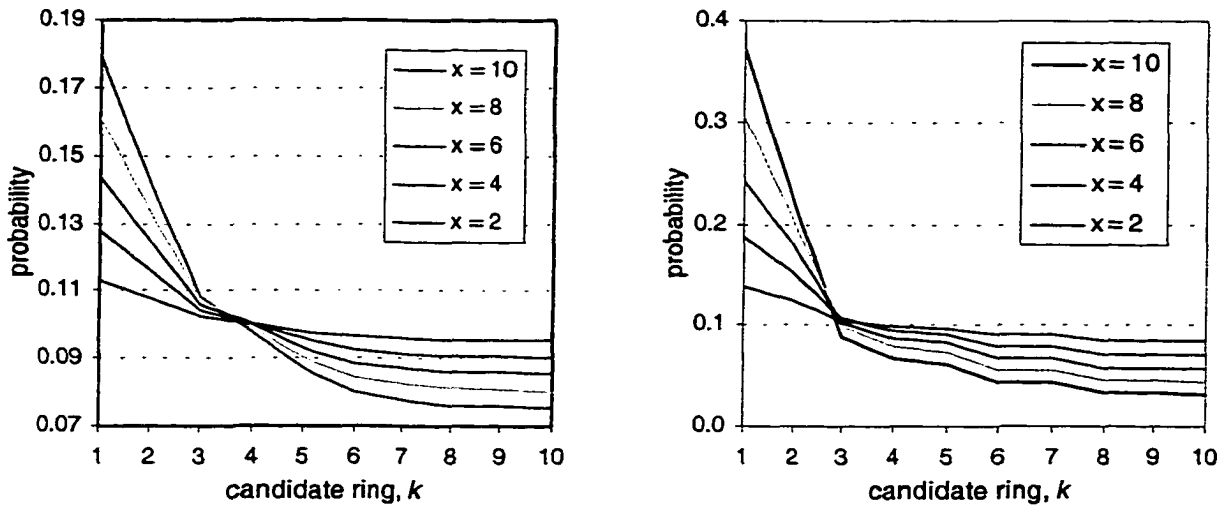 0.19
0.17
0.15
0.13
0.11
0.09
0.07
probability
x = 10
x = 8
x = 6
x = 4
x = 2
1 2 3 4 5 6 7 8 9 10
candidate ring, k
0.4
0.3
0.2
0.1
0.0
probability
x = 10
x = 8
x = 6
x = 4
x = 2
1 2 3 4 5 6 7 8 9 10
candidate ring, k